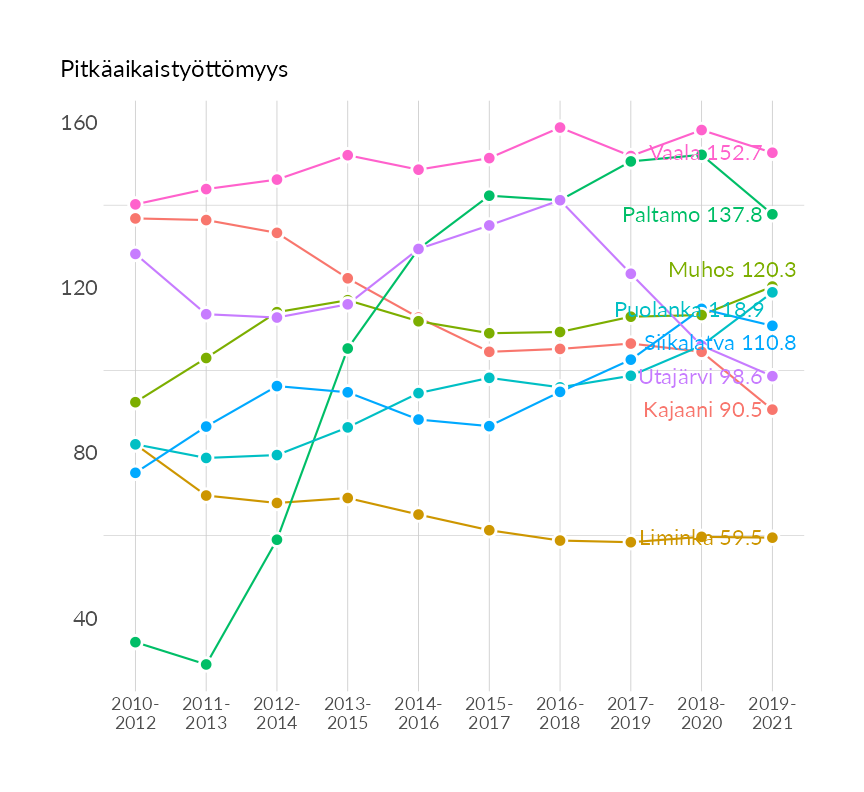 Pitkäaikaistyöttömyys
160
120
80
40
Vaala 152.7
Paltamo 137.8
Muhos 120.3
Puolanka 118.9
Siikalatva 110.8
Utajärvi 98.6
Kajaani 90.5
Liminka 59.5
2010-
2012
2011-
2013
2012-
2014
2013-
2015
2014-
2016
2015-
2017
2016-
2018
2017-
2019
2018-
2020
2019-
2021